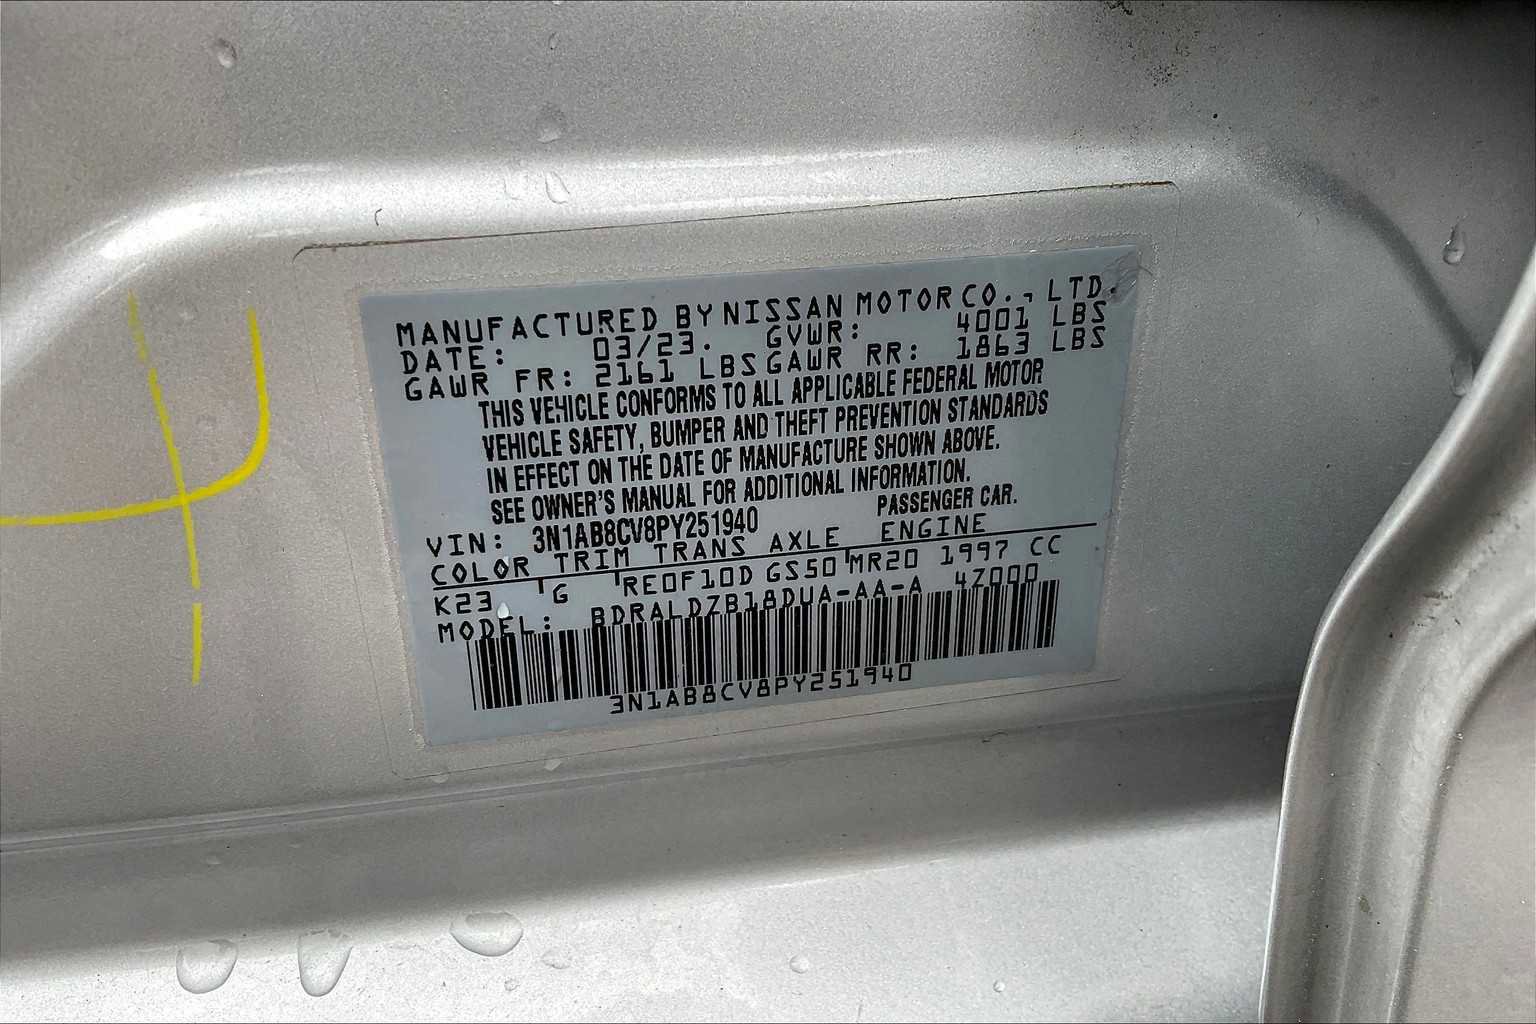 MANUFACTURED BY NISSAN MOTOR CO., LTD.
DATE: 03/23. GVWR: 4001 LBS
GAWR FR: 2161 LBS GAWR RR: 1863 LBS
THIS VEHICLE CONFORMS TO ALL APPLICABLE FEDERAL MOTOR
VEHICLE SAFETY, BUMPER AND THEFT PREVENTION STANDARDS
IN EFFECT ON THE DATE OF MANUFACTURE SHOWN ABOVE.
SEE OWNER'S MANUAL FOR ADDITIONAL INFORMATION.
VIN: 3N1AB8CV8PY251940 PASSENGER CAR.
COLOR TRIM TRANS AXLE ENGINE
K23 G RE0F10D GS50 MR20 1997 CC
MODEL: BDRALDZB18DUA-AA-A 4Z000
3N1AB8CV8PY251940